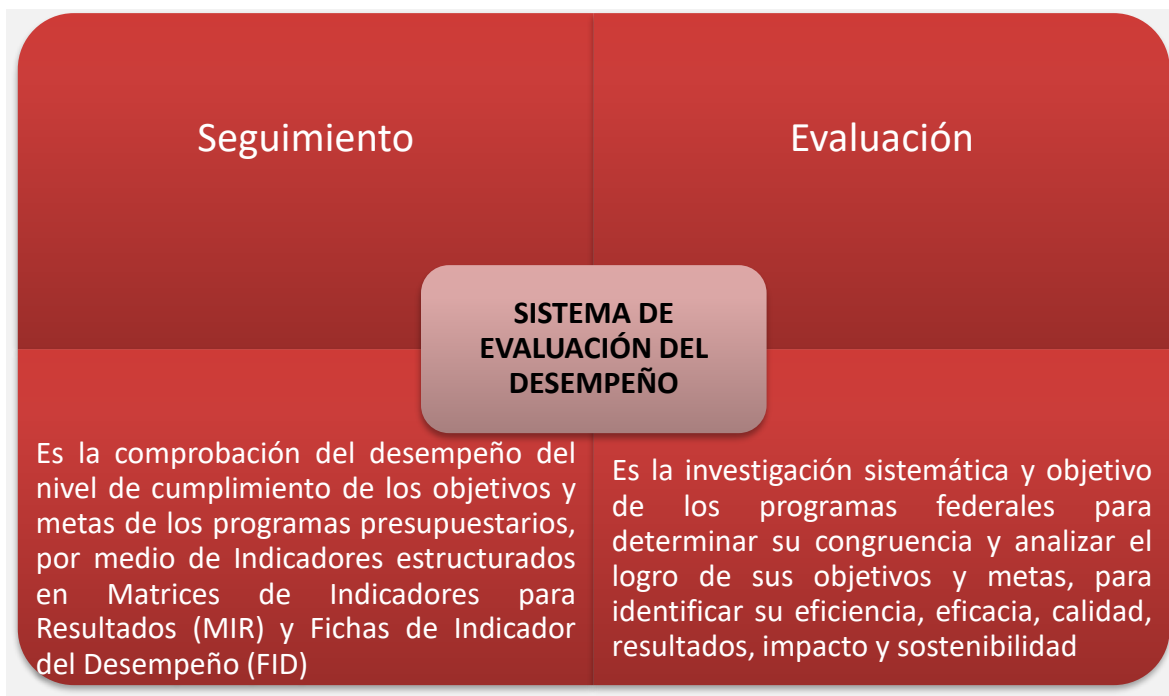 Seguimiento
Evaluación
SISTEMA DE
EVALUACIÓN DEL
DESEMPEÑO
Es la comprobación del desempeño del
nivel de cumplimiento de los objetivos y
metas de los programas presupuestarios,
por medio de Indicadores estructurados
en Matrices de Indicadores para
Resultados (MIR) y Fichas de Indicador
del Desempeño (FID)
Es la investigación sistemática y objetivo
de los programas federales para
determinar su congruencia y analizar el
logro de sus objetivos y metas, para
identificar su eficiencia, eficacia, calidad,
resultados, impacto y sostenibilidad